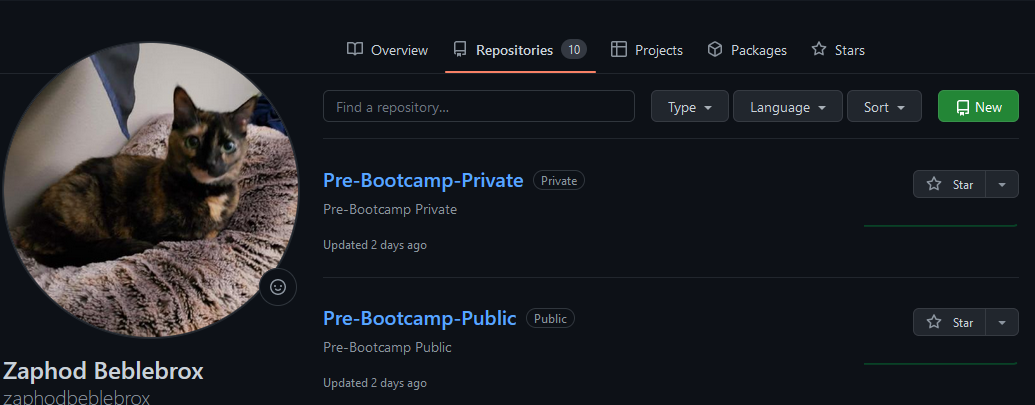 Overview Repositories 10 Projects Packages Stars
Find a repository... Type Language Sort New
Pre-Bootcamp-Private Private Star
Pre-Bootcamp Private
Updated 2 days ago
Pre-Bootcamp-Public Public Star
Pre-Bootcamp Public
Updated 2 days ago
Zaphod Beblebrox
zaphodbeblebrox